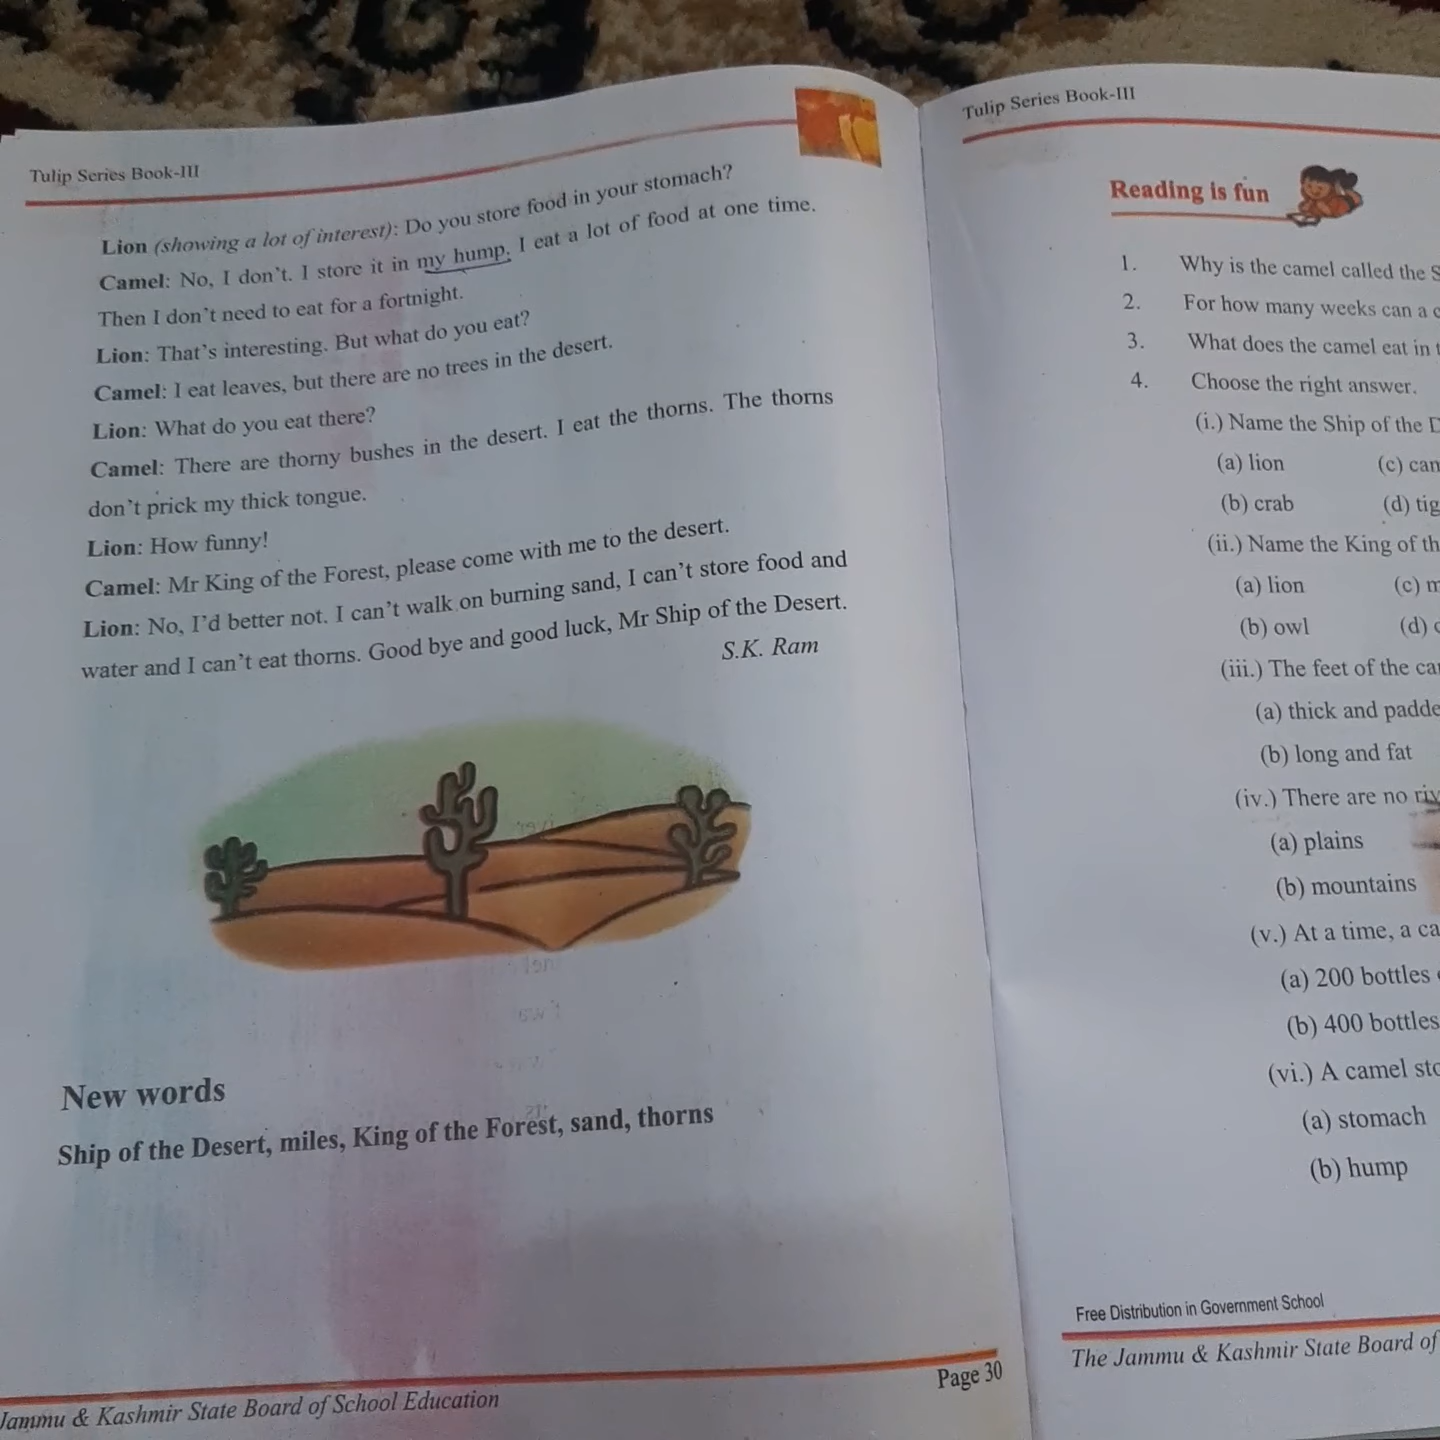 Tulip Series Book-III
Lion (showing a lot of interest): Do you store food in your stomach?
Camel: No, I don't. I store it in my hump. I eat a lot of food at one time.
Then I don't need to eat for a fortnight.
Lion: That's interesting. But what do you eat?
Camel: I eat leaves, but there are no trees in the desert.
Lion: What do you eat there?
Camel: There are thorny bushes in the desert. I eat the thorns. The thorns
don't prick my thick tongue.
Lion: How funny!
Camel: Mr King of the Forest, please come with me to the desert.
Lion: No, I'd better not. I can't walk on burning sand, I can't store food and
water and I can't eat thorns. Good bye and good luck, Mr Ship of the Desert.
S.K. Ram
New words
Ship of the Desert, miles, King of the Forest, sand, thorns
Page 30
Jammu & Kashmir State Board of School Education
Tulip Series Book-III
Reading is fun
1. Why is the camel called the
2. For how many weeks can a
3. What does the camel eat in
4. Choose the right answer.
(i.) Name the Ship of the
(a) lion
(c)
(b) crab
(d)
(ii.) Name the King of
(a) lion
(c)
(b) owl
(d)
(iii.) The feet of the
(a) thick and
(b) long and fat
(iv.) There are no
(a) plains
(b) mountains
(v.) At a time, a
(a) 200 bottles
(b) 400 bottles
(vi.) A camel
(a) stomach
(b) hump
Free Distribution in Government School
The Jammu & Kashmir State Board of